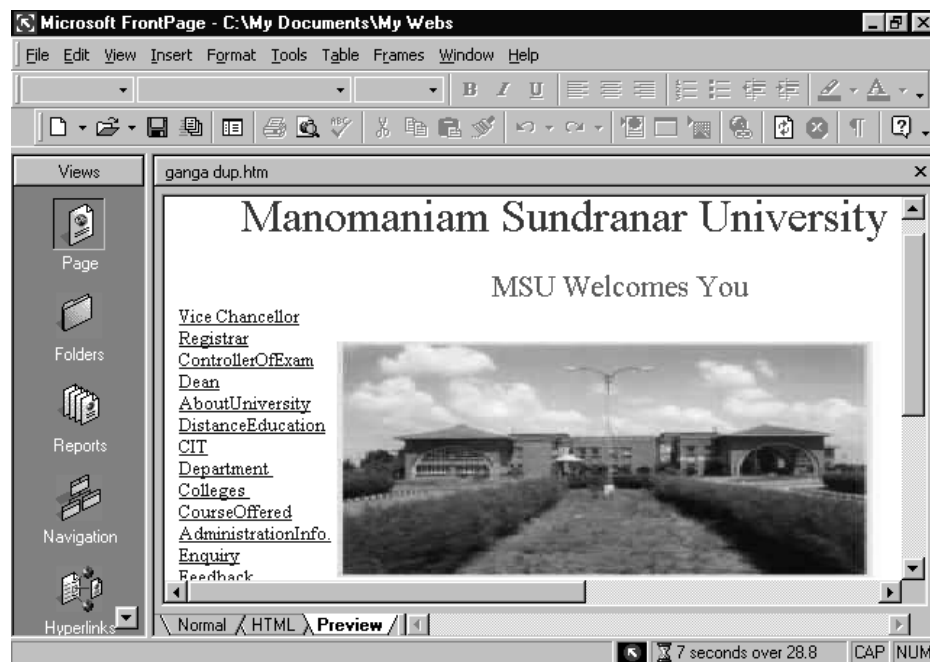 Microsoft FrontPage - C:\My Documents\My Webs
File Edit View Insert Format Tools Table Frames Window Help
B I U
ABC
Views
ganga dup.htm
Page
Folders
Reports
Navigation
Hyperlinks
Manomaniam Sundranar University
MSU Welcomes You
Vice Chancellor
Registrar
ControllerOfExam
Dean
AboutUniversity
DistanceEducation
CIT
Department
Colleges
CourseOffered
AdministrationInfo.
Enquiry
Feedback
Normal HTML Preview
7 seconds over 28.8 CAP NUM